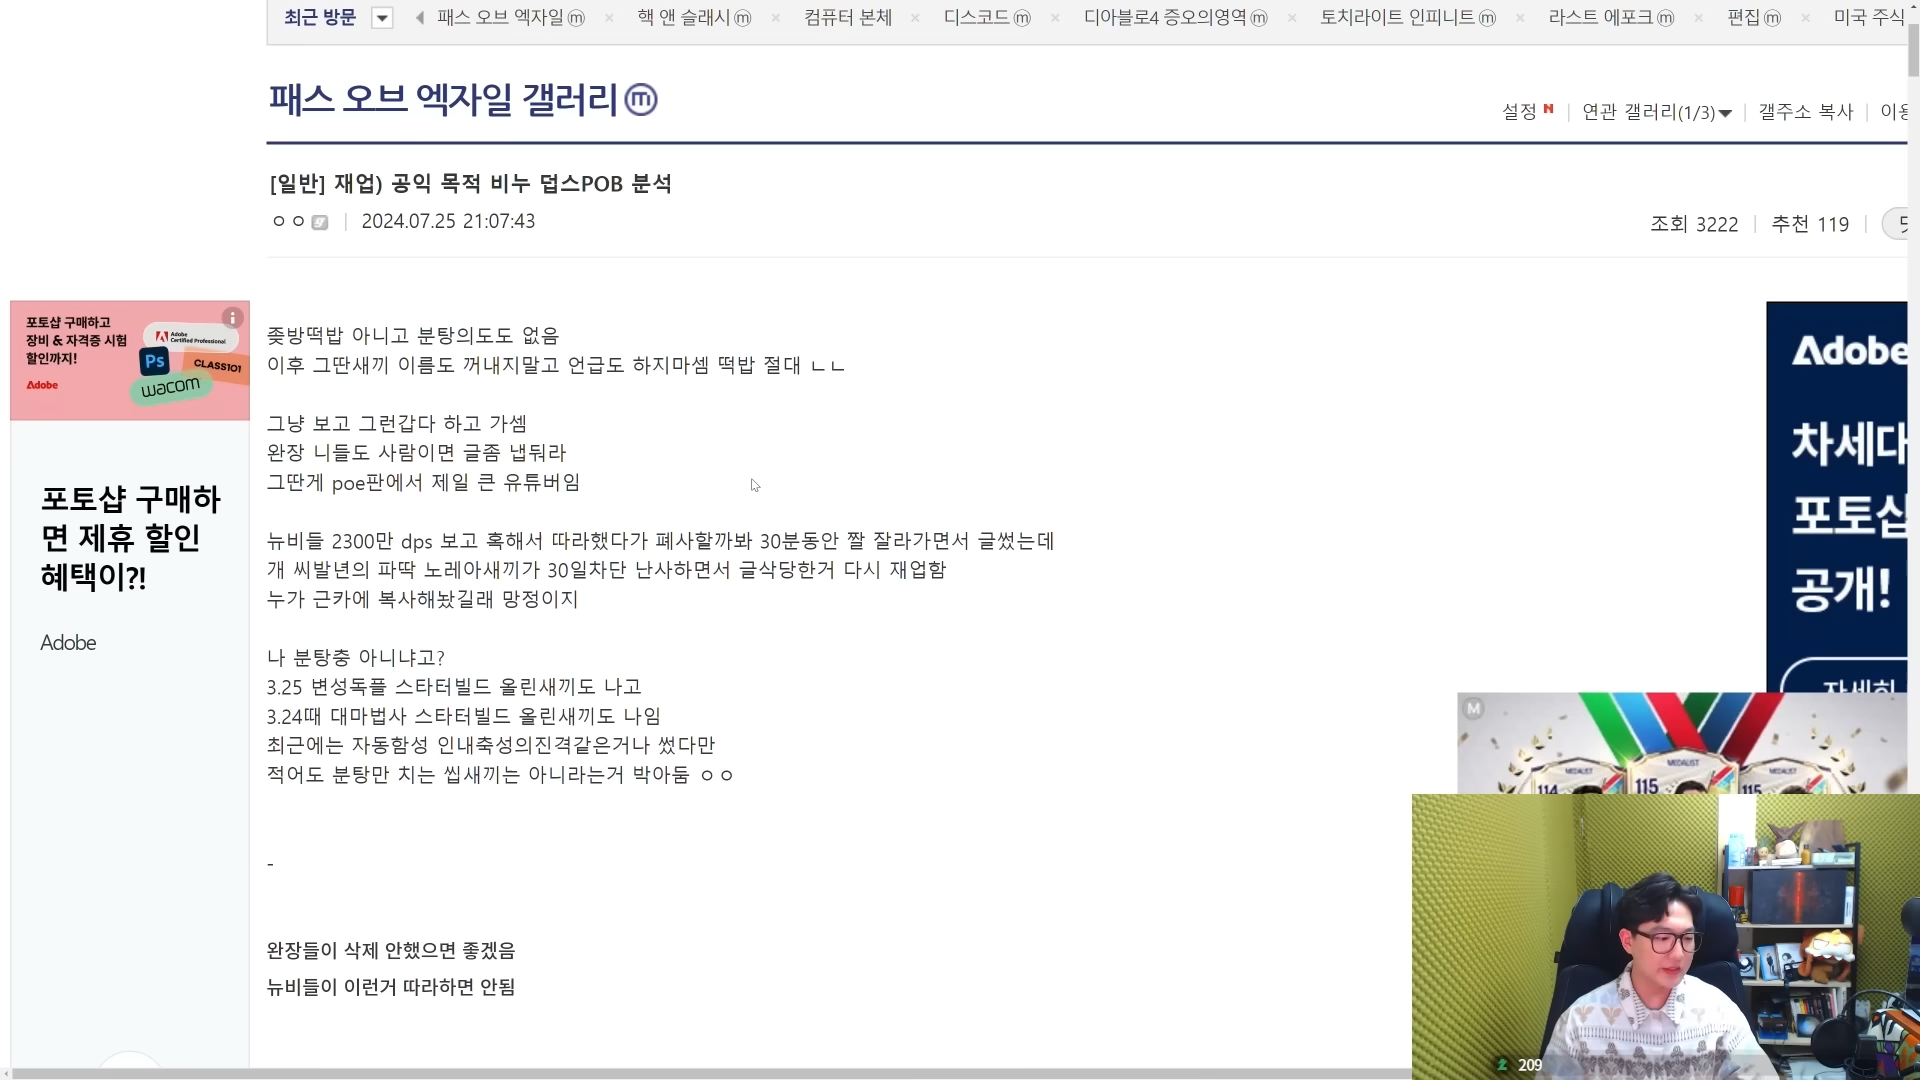 최근 방문
패스 오브 엑자일ⓜ × 핵 앤 슬래시ⓜ × 컴퓨터 본체 × 디스코드ⓜ × 디아블로4 증오의영역ⓜ × 토치라이트 인피니트ⓜ × 라스트 에포크ⓜ × 편집ⓜ × 미국 주식
패스 오브 엑자일 갤러리ⓜ
설정 N | 연관 갤러리(1/3) | 갤주소 복사 | 이용
[일반] 재업) 공익 목적 비누 덥스POB 분석
ㅇㅇ | 2024.07.25 21:07:43
조회 3222 | 추천 119 |
포토샵 구매하고
장비 & 자격증 시험
할인까지!
Adobe
Adobe
Certified Professional
Ps
CLASS101
wacom
포토샵 구매하
면 제휴 할인
혜택이?!
Adobe
좆방떡밥 아니고 분탕의도도 없음
이후 그딴새끼 이름도 꺼내지말고 언급도 하지마셈 떡밥 절대 ㄴㄴ
그냥 보고 그런갑다 하고 가셈
완장 니들도 사람이면 글좀 냅둬라
그딴게 poe판에서 제일 큰 유튜버임
뉴비들 2300만 dps 보고 혹해서 따라했다가 폐사할까봐 30분동안 짤 잘라가면서 글썼는데
개 씨발년의 파딱 노레아새끼가 30일차단 난사하면서 글삭당한거 다시 재업함
누가 근카에 복사해놨길래 망정이지
나 분탕충 아니냐고?
3.25 변성독플 스타터빌드 올린새끼도 나고
3.24때 대마법사 스타터빌드 올린새끼도 나임
최근에는 자동함성 인내축성의진격같은거나 썼다만
적어도 분탕만 치는 씹새끼는 아니라는거 박아둠 ㅇㅇ
-
완장들이 삭제 안했으면 좋겠음
뉴비들이 이런거 따라하면 안됨
Adobe
차세대
포토샵
공개!
자세히
M
MEDALIST
MEDALIST
MEDALIST
114
115
115
209